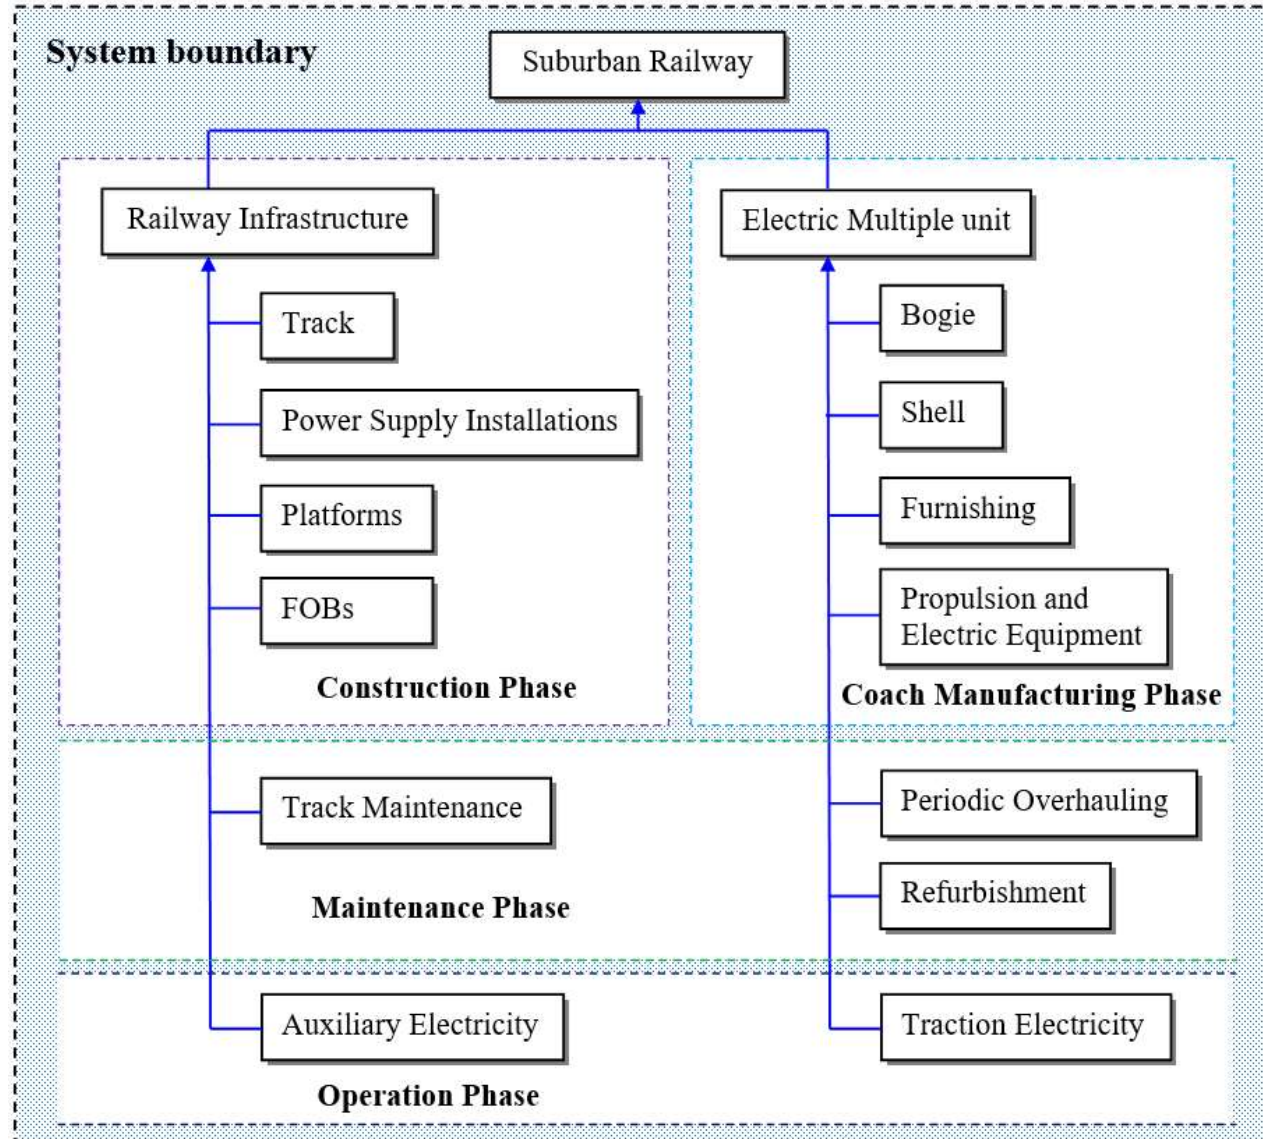 System boundary
Suburban Railway
Railway Infrastructure
Track
Power Supply Installations
Platforms
FOBs
Construction Phase
Electric Multiple unit
Bogie
Shell
Furnishing
Propulsion and
Electric Equipment
Coach Manufacturing Phase
Track Maintenance
Periodic Overhauling
Refurbishment
Maintenance Phase
Auxiliary Electricity
Traction Electricity
Operation Phase